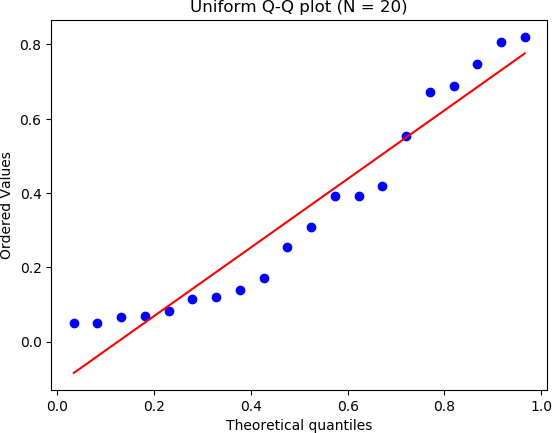 Uniform Q-Q plot (N = 20)
0.8
0.6
0.4
0.2
0.0
Ordered Values
0.0 0.2 0.4 0.6 0.8 1.0
Theoretical quantiles